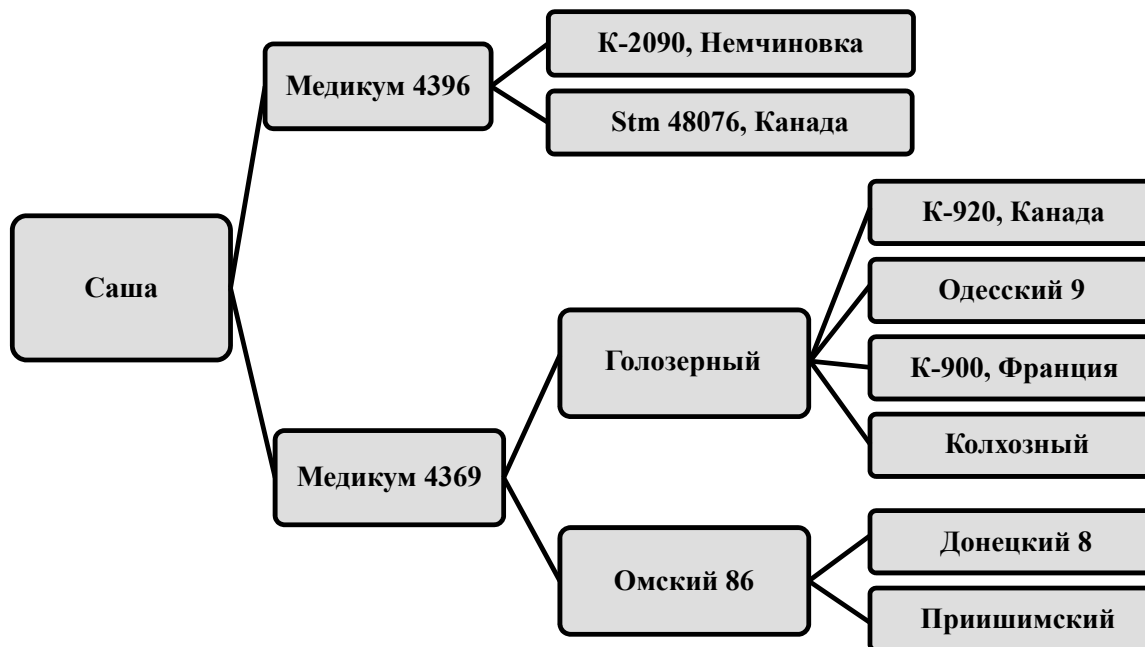 К-2090, Немчиновка
Медикум 4396
Stm 48076, Канада
К-920, Канада
Саша
Одесский 9
Голозерный
К-900, Франция
Колхозный
Медикум 4369
Донецкий 8
Омский 86
Приишимский